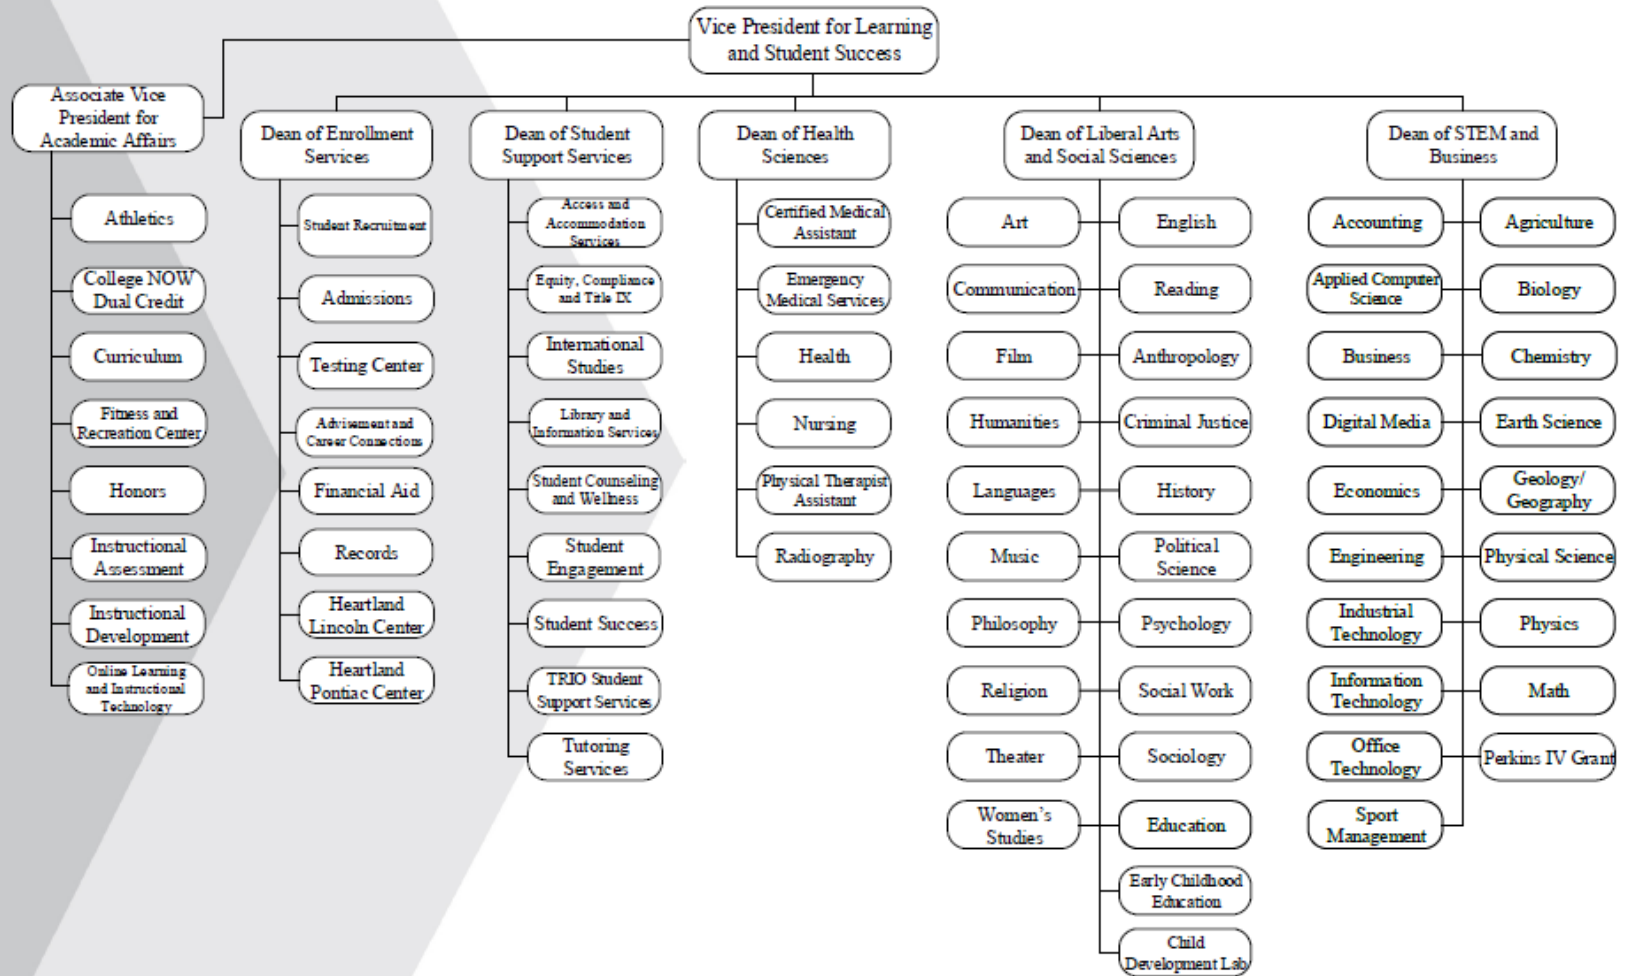 Vice President for Learning
and Student Success
Associate Vice
President for
Academic Affairs
Athletics
College NOW
Dual Credit
Curriculum
Fitness and
Recreation Center
Honors
Instructional
Assessment
Instructional
Development
Online Learning
and Instructional
Technology
Dean of Enrollment
Services
Student Recruitment
Admissions
Testing Center
Advisement and
Career Connections
Financial Aid
Records
Heartland
Lincoln Center
Heartland
Pontiac Center
Dean of Student
Support Services
Access and
Accommodation
Services
Equity, Compliance
and Title IX
International
Studies
Library and
Information Services
Student Counseling
and Wellness
Student
Engagement
Student Success
TRIO Student
Support Services
Tutoring
Services
Dean of Health
Sciences
Certified Medical
Assistant
Emergency
Medical Services
Health
Nursing
Physical Therapist
Assistant
Radiography
Dean of Liberal Arts
and Social Sciences
Art
Communication
Film
Humanities
Languages
Music
Philosophy
Religion
Theater
Women's
Studies
English
Reading
Anthropology
Criminal Justice
History
Political
Science
Psychology
Social Work
Sociology
Education
Early Childhood
Education
Child
Development Lab
Dean of STEM and
Business
Accounting
Applied Computer
Science
Business
Digital Media
Economics
Engineering
Industrial
Technology
Information
Technology
Office
Technology
Sport
Management
Agriculture
Biology
Chemistry
Earth Science
Geology/
Geography
Physical Science
Physics
Math
Perkins IV Grant